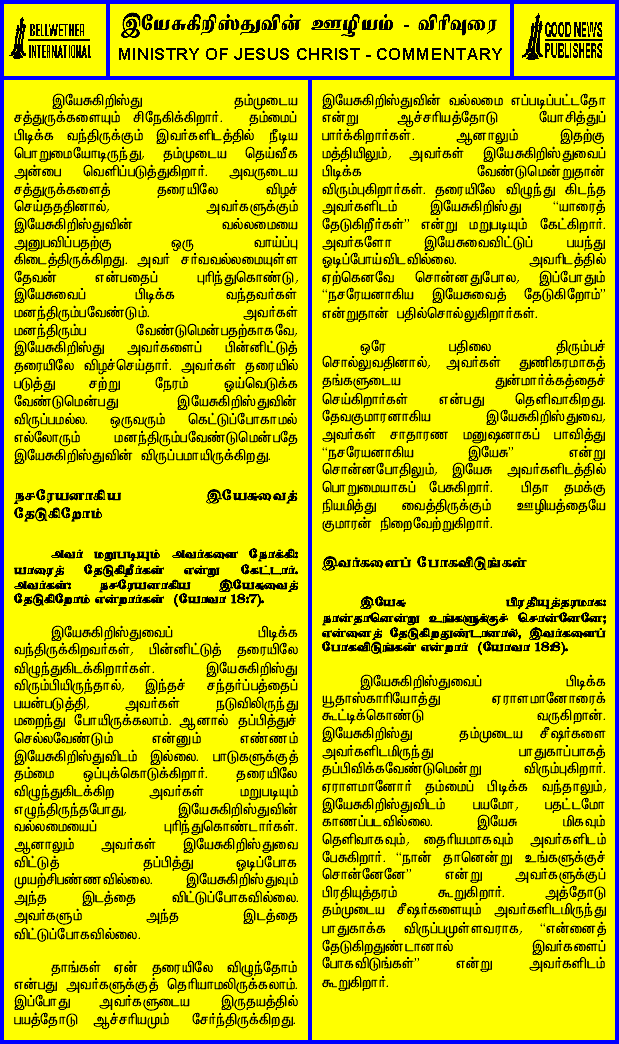 BELLWETHER
INTERNATIONAL
இயேசுகிறிஸ்துவின் ஊழியம் - விரிவுரை
MINISTRY OF JESUS CHRIST - COMMENTARY
GOOD NEWS
PUBLISHERS
இயேசுகிறிஸ்து தம்முடைய
சத்துருக்களையும் சிநேகிக்கிறார். தம்மைப்
பிடிக்க வந்திருக்கும் இவர்களிடத்தில் நீடிய
பொறுமையோடிருந்து, தம்முடைய தெய்வீக
அன்பை வெளிப்படுத்துகிறார். அவருடைய
சத்துருக்களைத் தரையிலே விழச்
செய்தததினால், அவர்களுக்கும்
இயேசுகிறிஸ்துவின் வல்லமையை
அனுபவிப்பதற்கு ஒரு வாய்ப்பு
கிடைத்திருக்கிறது. அவர் சர்வவல்லமையுள்ள
தேவன் என்பதைப் புரிந்துகொண்டு,
இயேசுவைப் பிடிக்க வந்தவர்கள்
மனந்திரும்பவேண்டும். அவர்கள்
மனந்திரும்ப வேண்டுமென்பதற்காகவே,
இயேசுகிறிஸ்து அவர்களைப் பின்னிட்டுத்
தரையிலே விழச்செய்தார். அவர்கள் தரையில்
படுத்து சற்று நேரம் ஓய்வெடுக்க
வேண்டுமென்பது இயேசுகிறிஸ்துவின்
விருப்பமல்ல. ஒருவரும் கெட்டுப்போகாமல்
எல்லோரும் மனந்திரும்பவேண்டுமென்பதே
இயேசுகிறிஸ்துவின் விருப்பமாயிருக்கிறது.
நசரேயனாகிய இயேசுவைத்
தேடுகிறோம்
அவர் மறுபடியும் அவர்களை நோக்கி:
யாரைத் தேடுகிறீர்கள் என்று கேட்டார்.
அவர்கள்: நசரேயனாகிய இயேசுவைத்
தேடுகிறோம் என்றார்கள் (யோவா 18:7).
இயேசுகிறிஸ்துவைப் பிடிக்க
வந்திருக்கிறவர்கள், பின்னிட்டுத் தரையிலே
விழுந்துகிடக்கிறார்கள். இயேசுகிறிஸ்து
விரும்பியிருந்தால், இந்தச் சந்தர்ப்பத்தைப்
பயன்படுத்தி, அவர்கள் நடுவிலிருந்து
மறைந்து போயிருக்கலாம். ஆனால் தப்பித்துச்
செல்லவேண்டும் என்னும் எண்ணம்
இயேசுகிறிஸ்துவிடம் இல்லை. பாடுகளுக்குத்
தம்மை ஒப்புக்கொடுக்கிறார். தரையிலே
விழுந்துகிடக்கிற அவர்கள் மறுபடியும்
எழுந்திருந்தபோது, இயேசுகிறிஸ்துவின்
வல்லமையைப் புரிந்துகொண்டார்கள்.
ஆனாலும் அவர்கள் இயேசுகிறிஸ்துவை
விட்டுத் தப்பித்து ஓடிப்போக
முயற்சிபண்ணவில்லை. இயேசுகிறிஸ்துவும்
அந்த இடத்தை விட்டுப்போகவில்லை.
அவர்களும் அந்த இடத்தை
விட்டுப்போகவில்லை.
தாங்கள் ஏன் தரையிலே விழுந்தோம்
என்பது அவர்களுக்குத் தெரியாமலிருக்கலாம்.
இப்போது அவர்களுடைய இருதயத்தில்
பயத்தோடு ஆச்சரியமும் சேர்ந்திருக்கிறது.
இயேசுகிறிஸ்துவின் வல்லமை எப்படிப்பட்டதோ
என்று ஆச்சரியத்தோடு யோசித்துப்
பார்க்கிறார்கள். ஆனாலும் இதற்கு
மத்தியிலும், அவர்கள் இயேசுகிறிஸ்துவைப்
பிடிக்க வேண்டுமென்றுதான்
விரும்புகிறார்கள். தரையிலே விழுந்து கிடந்த
அவர்களிடம் இயேசுகிறிஸ்து “யாரைத்
தேடுகிறீர்கள்” என்று மறுபடியும் கேட்கிறார்.
அவர்களோ இயேசுவைவிட்டுப் பயந்து
ஓடிப்போய்விடவில்லை. அவரிடத்தில்
ஏற்கெனவே சொன்னதுபோல, இப்போதும்
“நசரேயனாகிய இயேசுவைத் தேடுகிறோம்”
என்றுதான் பதில்சொல்லுகிறார்கள்.
ஒரே பதிலை திரும்பச்
சொல்லுவதினால், அவர்கள் துணிகரமாகத்
தங்களுடைய துன்மார்க்கத்தைச்
செய்கிறார்கள் என்பது தெளிவாகிறது.
தேவகுமாரனாகிய இயேசுகிறிஸ்துவை,
அவர்கள் சாதாரண மனுஷனாகப் பாவித்து
“நசரேயனாகிய இயேசு” என்று
சொன்னபோதிலும், இயேசு அவர்களிடத்தில்
பொறுமையாகப் பேசுகிறார். பிதா தமக்கு
நியமித்து வைத்திருக்கும் ஊழியத்தையே
குமாரன் நிறைவேற்றுகிறார்.
இவர்களைப் போகவிடுங்கள்
இயேசு பிரதியுத்தரமாக:
நான்தானென்று உங்களுக்குச் சொன்னேனே;
என்னைத் தேடுகிறதுண்டானால், இவர்களைப்
போகவிடுங்கள் என்றார் (யோவா 18:8).
இயேசுகிறிஸ்துவைப் பிடிக்க
யூதாஸ்காரியோத்து ஏராளமானோரைக்
கூட்டிக்கொண்டு வருகிறான்.
இயேசுகிறிஸ்து தம்முடைய சீஷர்களை
அவர்களிடமிருந்து பாதுகாப்பாகத்
தப்பிவிக்கவேண்டுமென்று விரும்புகிறார்.
ஏராளமானோர் தம்மைப் பிடிக்க வந்தாலும்,
இயேசுகிறிஸ்துவிடம் பயமோ, பதட்டமோ
காணப்படவில்லை. இயேசு மிகவும்
தெளிவாகவும், தைரியமாகவும் அவர்களிடம்
பேசுகிறார். “நான் தானென்று உங்களுக்குச்
சொன்னேனே” என்று அவர்களுக்குப்
பிரதியுத்தரம் கூறுகிறார். அத்தோடு
தம்முடைய சீஷர்களையும் அவர்களிடமிருந்து
பாதுகாக்க விருப்பமுள்ளவராக, “என்னைத்
தேடுகிறதுண்டானால் இவர்களைப்
போகவிடுங்கள்” என்று அவர்களிடம்
கூறுகிறார்.